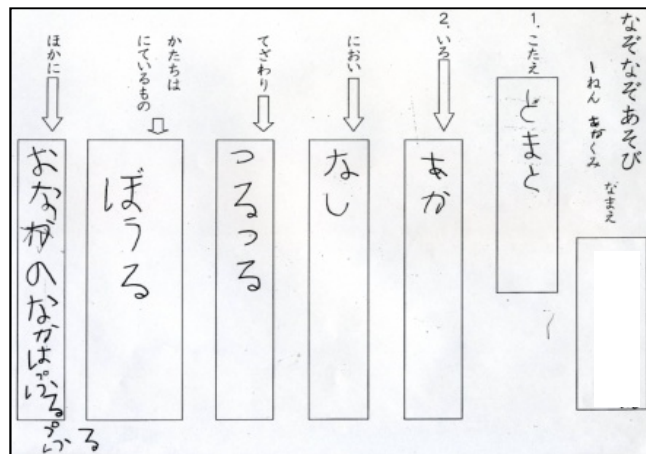 なぞなぞあそび
一ねん あおぐみ
なまえ
1.こたえ
とまと
2.いろ
あか
におい
なし
てざわり
つるつる
かたちは
にているもの
ぼうる
ほかに
おなかのなかはぷる
ぷる